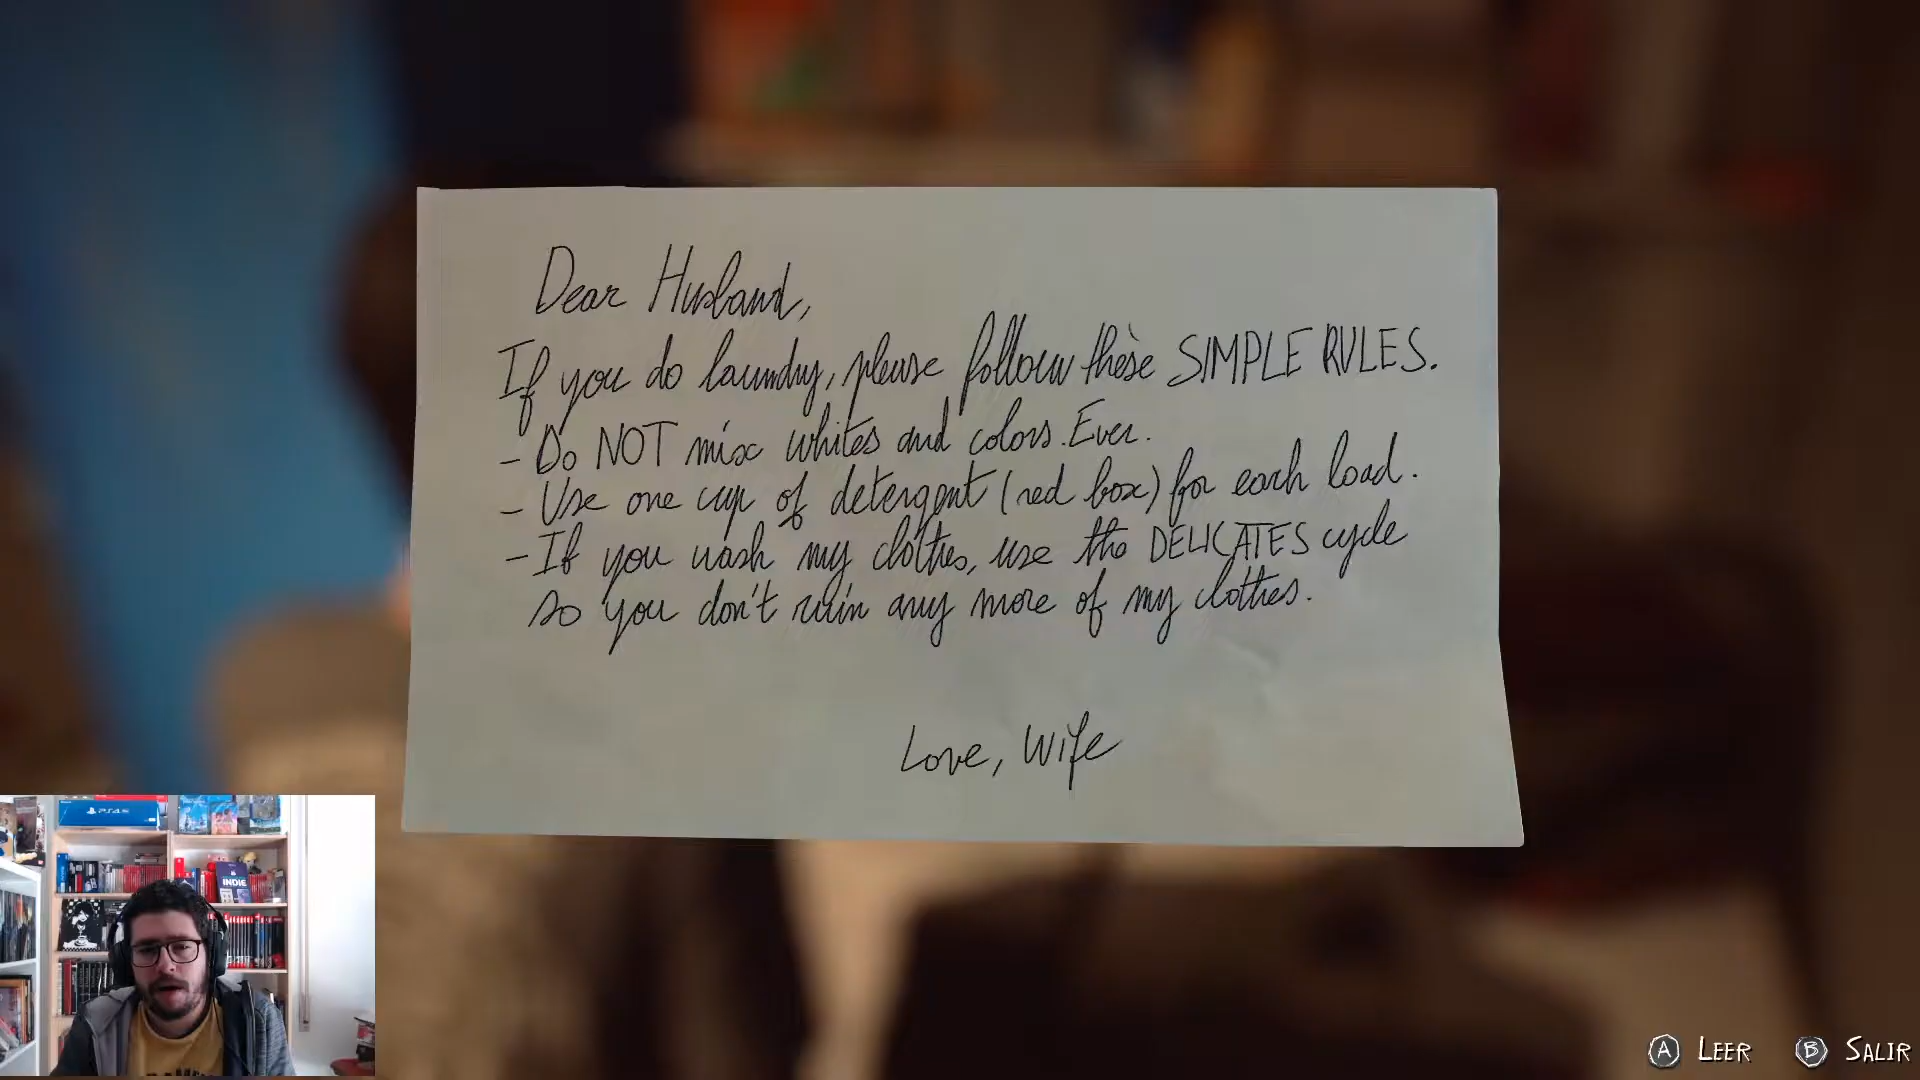 Dear Husband,
If you do laundry, please follow these SIMPLE RULES.
- Do NOT mix whites and colors. Ever.
- Use one cup of detergent (red box) for each load.
- If you wash my clothes, use the DELICATES cycle
so you don't ruin any more of my clothes.
Love, Wife
PS4
INDIE
A LEER B SALIR